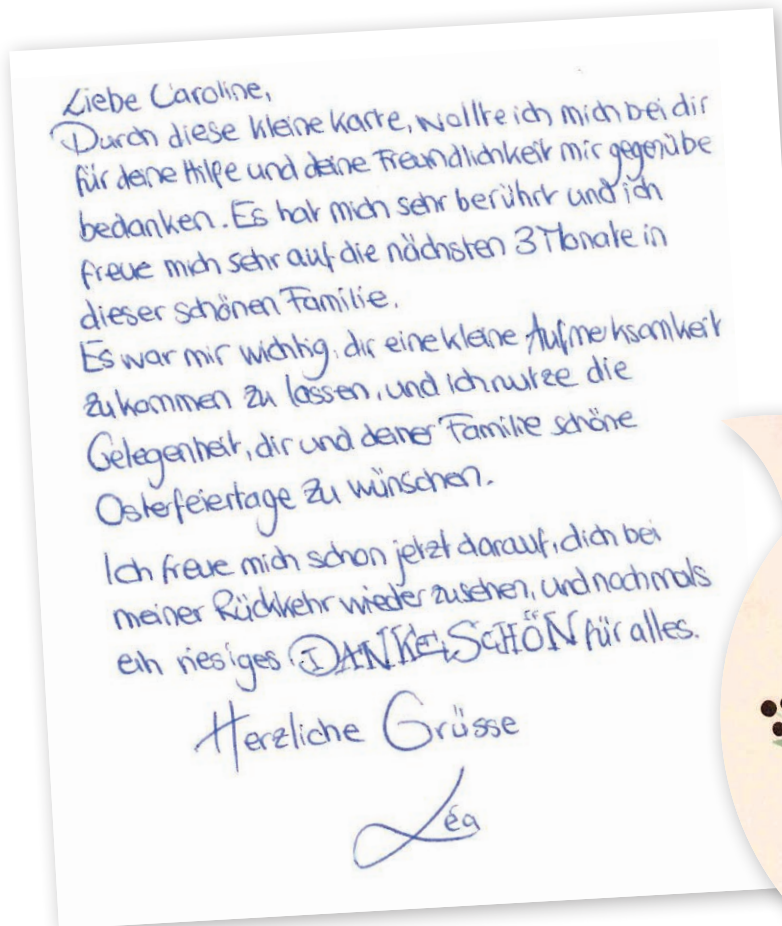 Liebe Caroline,
Durch diese kleine Karte, wollte ich mich bei dir
für deine Hilfe und deine Freundlichkeit mir gegenübe
bedanken. Es hat mich sehr berührt und ich
freue mich sehr auf die nächsten 3 Monate in
dieser schönen Familie.
Es war mir wichtig, dir eine kleine Aufmerksamkeit
zukommen zu lassen, und ich nutze die
Gelegenheit, dir und deiner Familie schöne
Osterfeiertage zu wünschen.
Ich freue mich schon jetzt darauf, dich bei
meiner Rückkehr wieder zusehen, und nochmals
ein riesiges DANKESCHÖN für alles.
Herzliche Grüsse
Léa